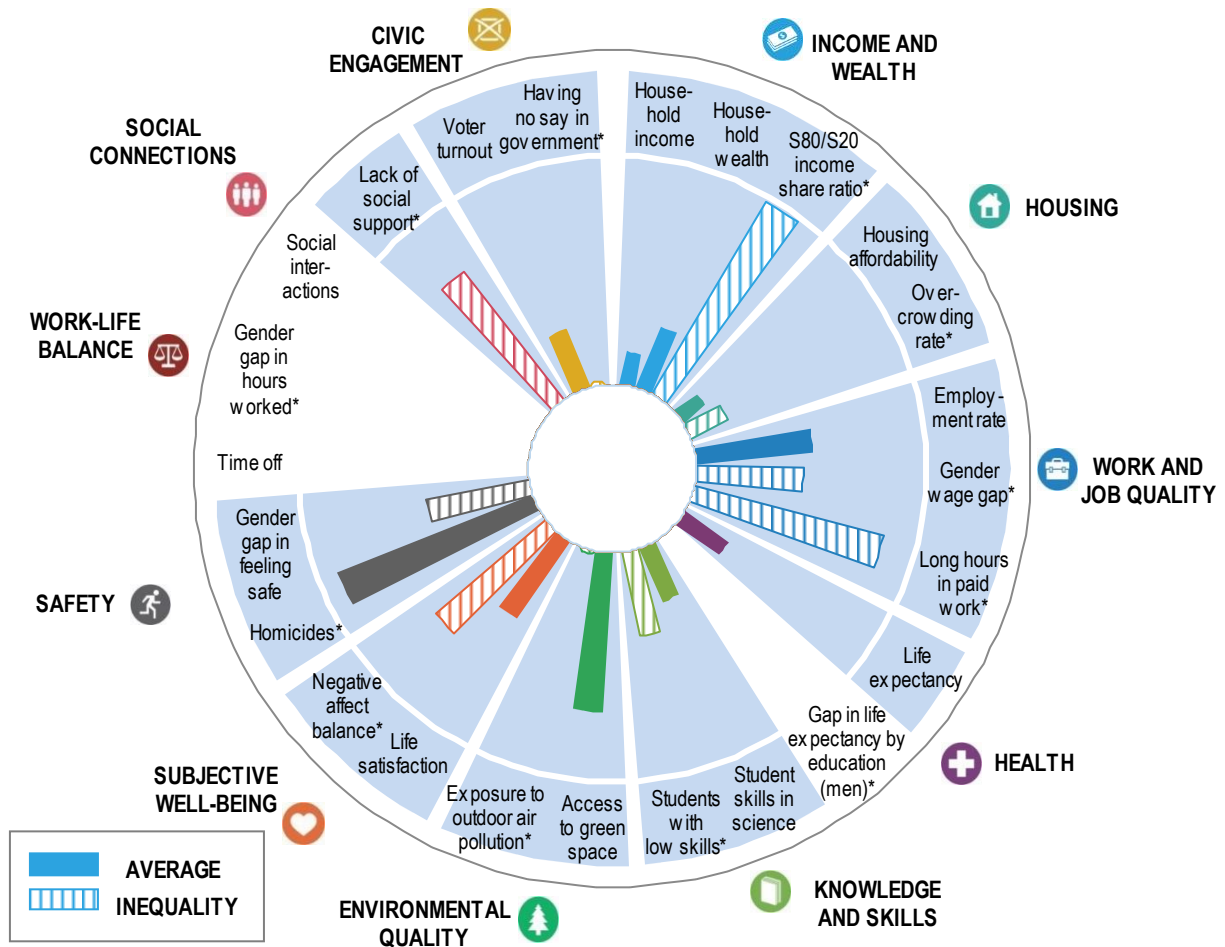 CIVIC
ENGAGEMENT
INCOME AND
WEALTH
HOUSING
WORK AND
JOB QUALITY
HEALTH
KNOWLEDGE
AND SKILLS
ENVIRONMENTAL
QUALITY
SUBJECTIVE
WELL-BEING
SAFETY
WORK-LIFE
BALANCE
SOCIAL
CONNECTIONS
House-
hold
income
House-
hold
wealth
S80/S20
income
share ratio*
Housing
affordability
Over-
crowding
rate*
Employ-
ment rate
Gender
wage gap*
Long hours
in paid
work*
Life
expectancy
Gap in life
expectancy by
education
(men)*
Student
skills in
science
Students
with
low skills*
Access
to green
space
Exposure to
outdoor air
pollution*
Life
satisfaction
Negative
affect
balance*
Homicides*
Gender
gap in
feeling
safe
Time off
Gender
gap in
hours
worked*
Social
inter-
actions
Lack of
social
support*
Voter
turnout
Having
no say in
government*
AVERAGE
INEQUALITY